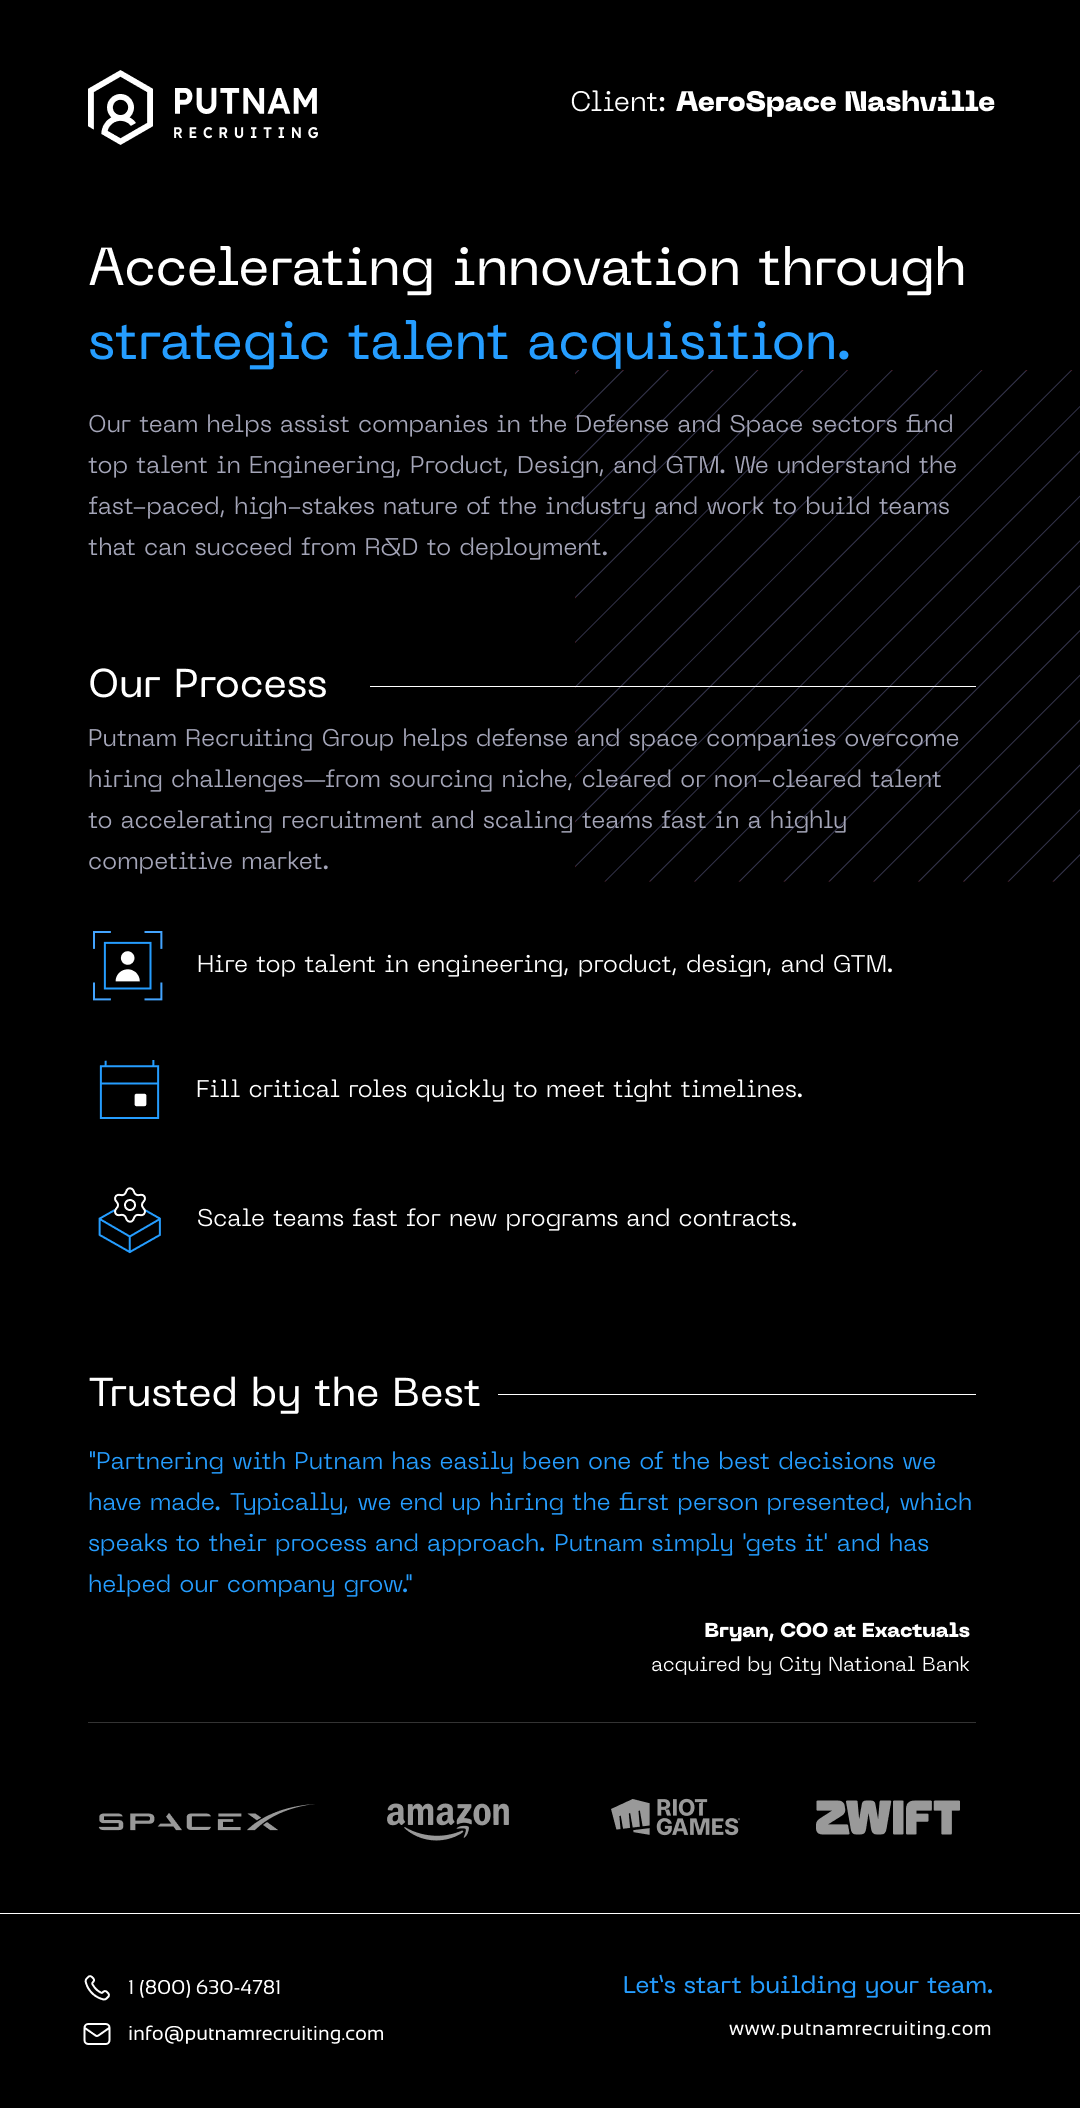 PUTNAM
RECRUITING
Client: AeroSpace Nashville
Accelerating innovation through
strategic talent acquisition.
Our team helps assist companies in the Defense and Space sectors find
top talent in Engineering, Product, Design, and GTM. We understand the
fast-paced, high-stakes nature of the industry and work to build teams
that can succeed from R&D to deployment.
Our Process
Putnam Recruiting Group helps defense and space companies overcome
hiring challenges—from sourcing niche, cleared or non-cleared talent
to accelerating recruitment and scaling teams fast in a highly
competitive market.
Hire top talent in engineering, product, design, and GTM.
Fill critical roles quickly to meet tight timelines.
Scale teams fast for new programs and contracts.
Trusted by the Best
"Partnering with Putnam has easily been one of the best decisions we
have made. Typically, we end up hiring the first person presented, which
speaks to their process and approach. Putnam simply 'gets it' and has
helped our company grow."
Bryan, COO at Exactuals
acquired by City National Bank
SPACEX
amazon
RIOT
GAMES
ZWIFT
1 (800) 630-4781
info@putnamrecruiting.com
Let's start building your team.
www.putnamrecruiting.com